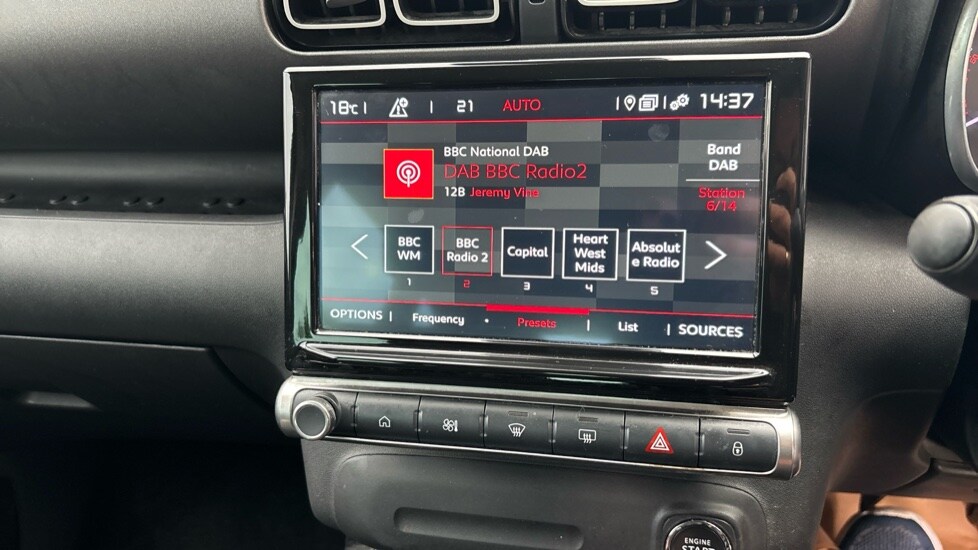 18°C 21 AUTO 14:37
BBC National DAB
DAB BBC Radio2
12B Jeremy Vine
Band
DAB
Station
6/14
BBC
WM
1
BBC
Radio 2
2
Capital
3
Heart
West
Mids
4
Absolut
e Radio
5
OPTIONS Frequency Presets List SOURCES
ENGINE
START